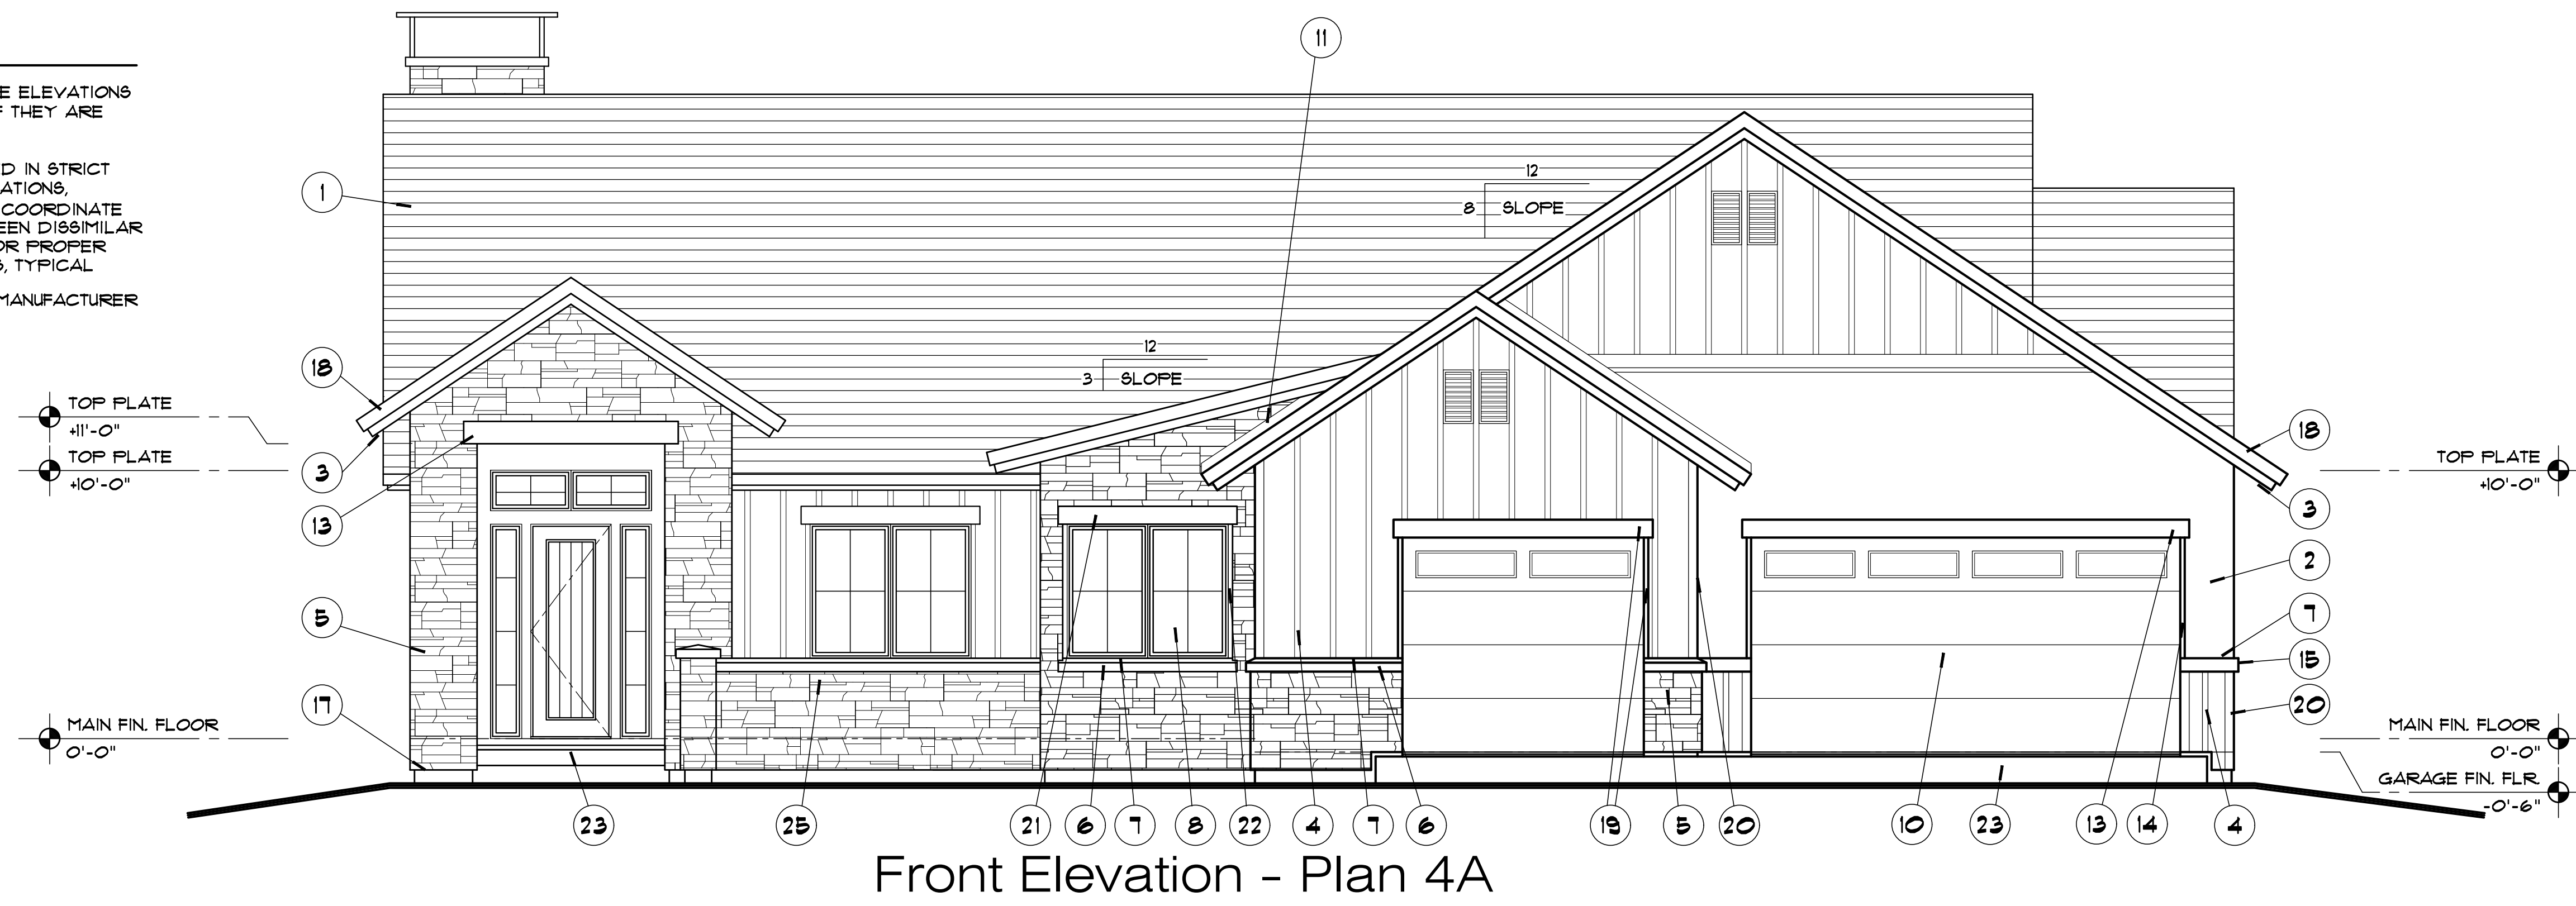 E ELEVATIONS
F THEY ARE
D IN STRICT
ATIONS,
COORDINATE
EEN DISSIMILAR
OR PROPER
S, TYPICAL
MANUFACTURER
11
1
12
8 SLOPE
12
3 SLOPE
18
TOP PLATE
+11'-0"
TOP PLATE
+10'-0"
3
13
5
17
MAIN FIN. FLOOR
0'-0"
18
TOP PLATE
+10'-0"
3
2
7
15
20
MAIN FIN. FLOOR
0'-0"
GARAGE FIN. FLR.
-0'-6"
23 25 21 6 7 8 22 4 7 6 19 5 20 10 23 13 14 4
Front Elevation - Plan 4A